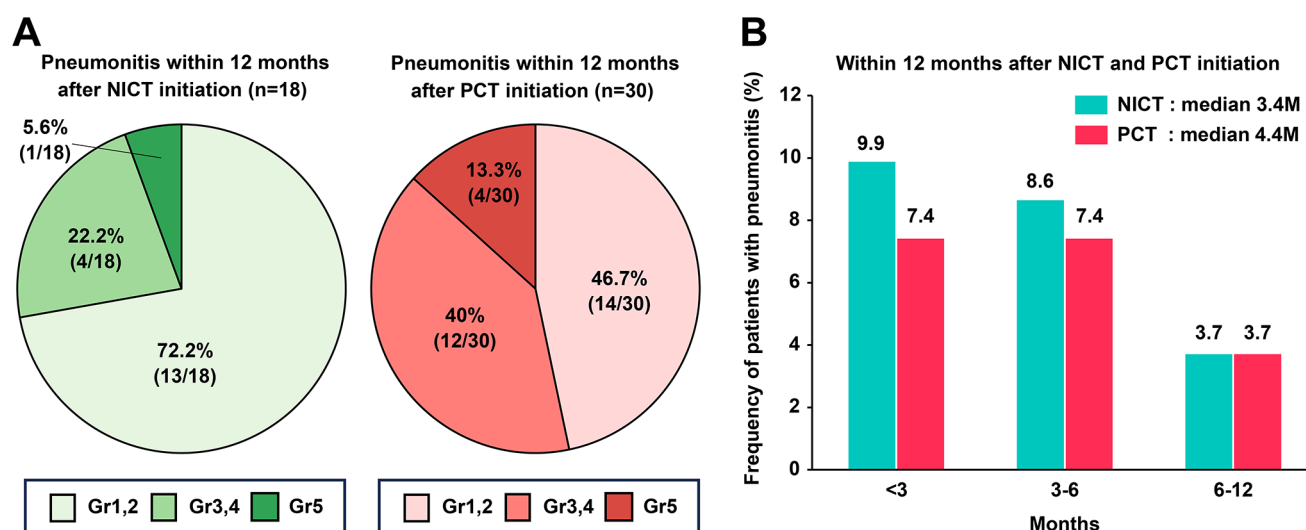 A
Pneumonitis within 12 months
after NICT initiation (n=18)
5.6%
(1/18)
22.2%
(4/18)
72.2%
(13/18)
Gr1,2
Gr3,4
Gr5
Pneumonitis within 12 months
after PCT initiation (n=30)
13.3%
(4/30)
46.7%
(14/30)
40%
(12/30)
Gr1,2
Gr3,4
Gr5
B
Within 12 months after NICT and PCT initiation
NICT : median 3.4M
PCT : median 4.4M
Frequency of patients with pneumonitis (%)
12
10
8
6
4
2
0
9.9
7.4
8.6
7.4
3.7
3.7
<3
3-6
6-12
Months